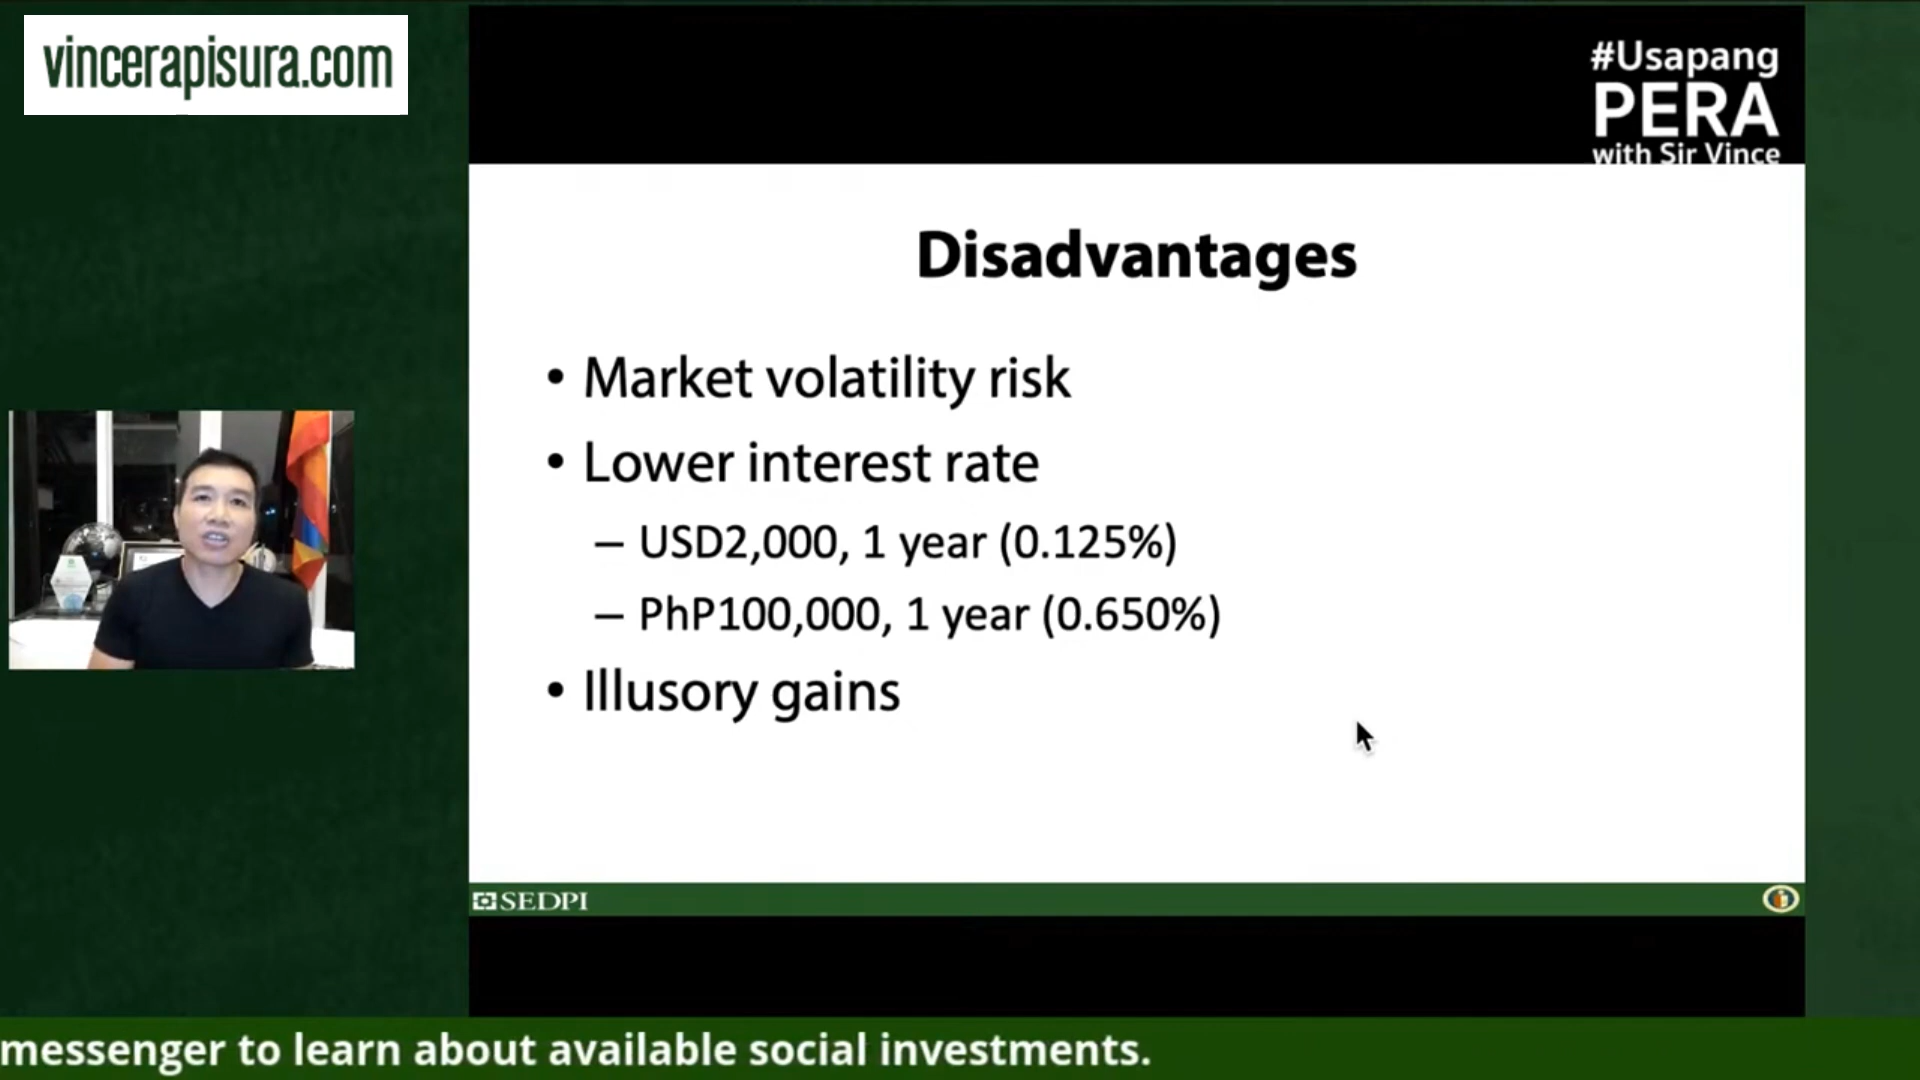 vincerapisura.com
#Usapang
PERA
with Sir Vince
Disadvantages
• Market volatility risk
• Lower interest rate
– USD2,000, 1 year (0.125%)
– PhP100,000, 1 year (0.650%)
• Illusory gains
SEDPI
messenger to learn about available social investments.